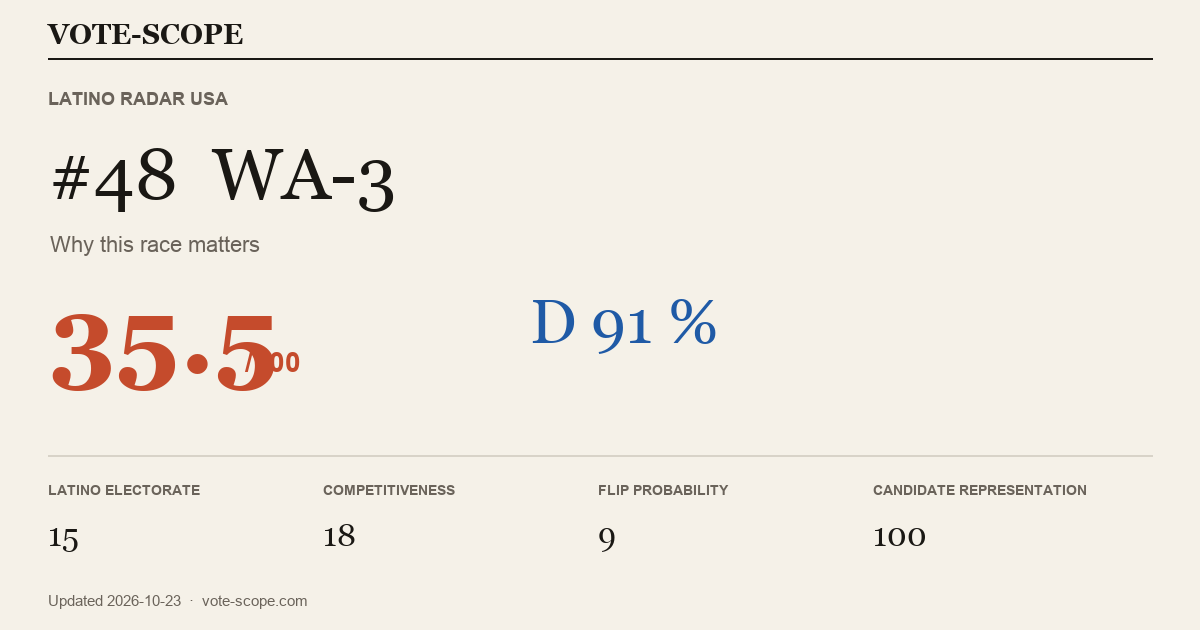 VOTE-SCOPE
LATINO RADAR USA
#48 WA-3
Why this race matters
35.5
D 91 %
LATINO ELECTORATE
COMPETITIVENESS
FLIP PROBABILITY
CANDIDATE REPRESENTATION
15
18
9
100
Updated 2026-10-23 · vote-scope.com